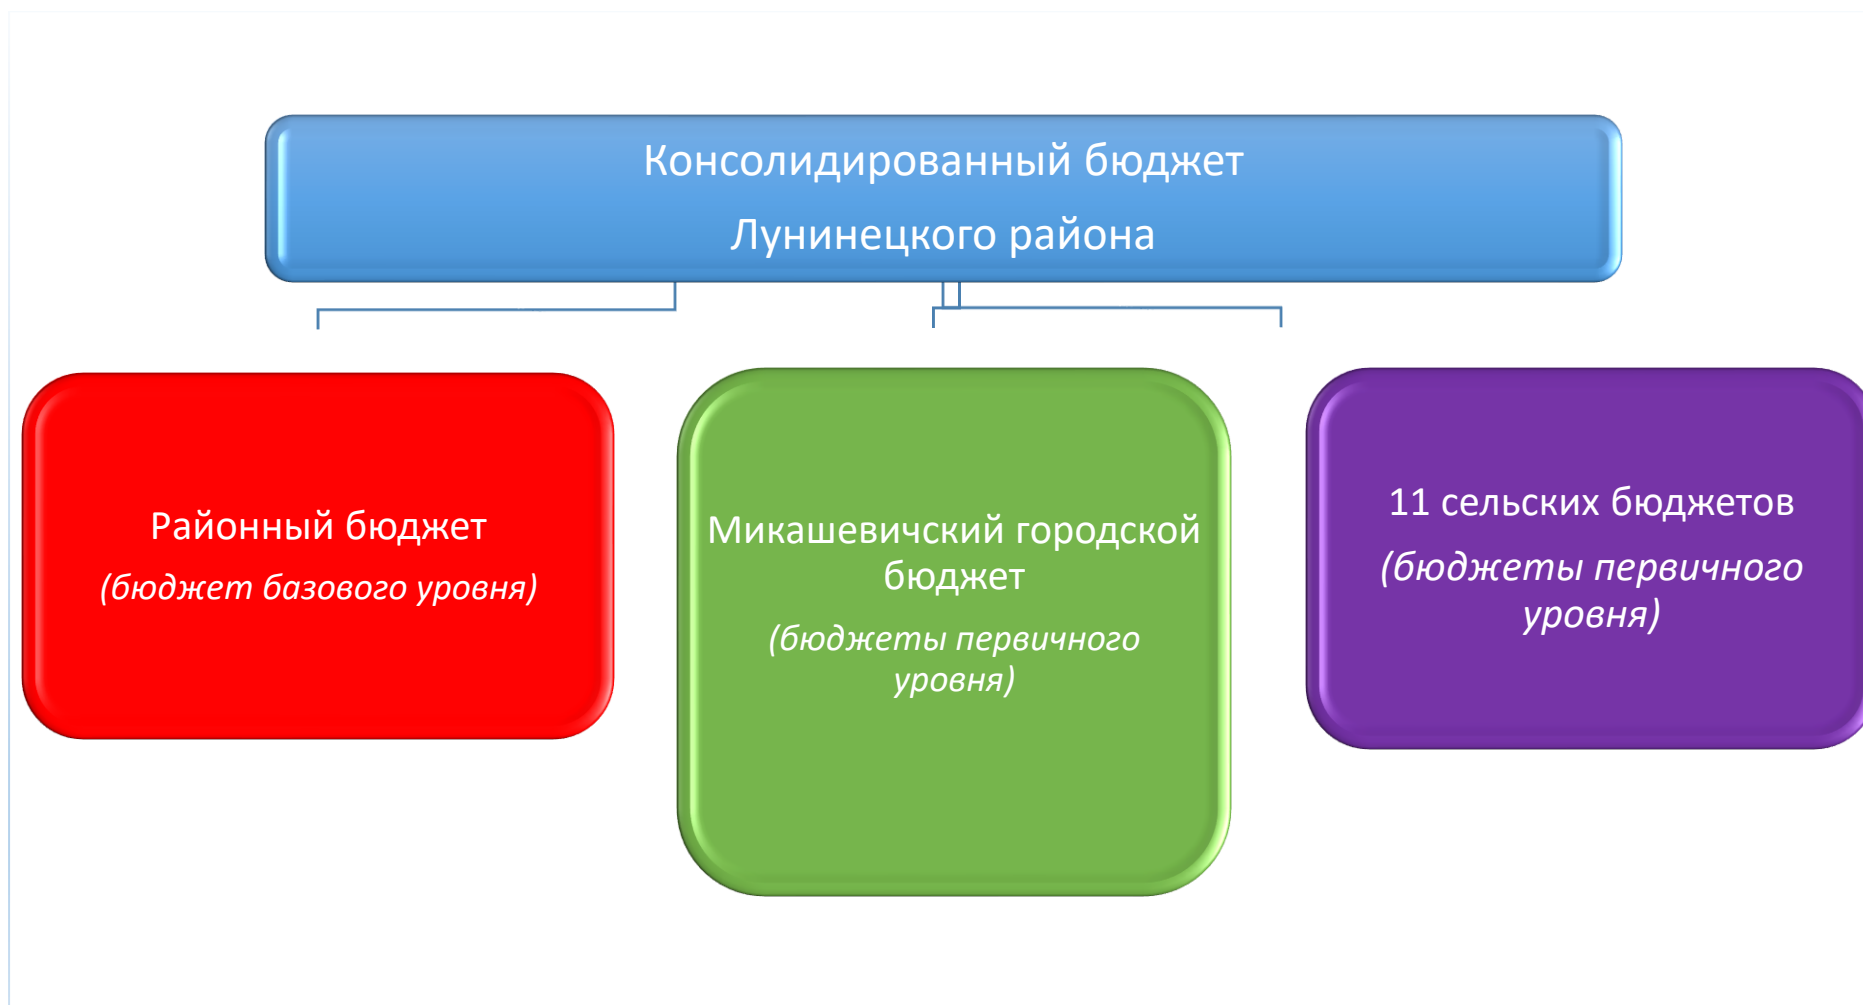 Консолидированный бюджет
Лунинецкого района
Районный бюджет
(бюджет базового уровня)
Микашевичский городской
бюджет
(бюджеты первичного
уровня)
11 сельских бюджетов
(бюджеты первичного
уровня)